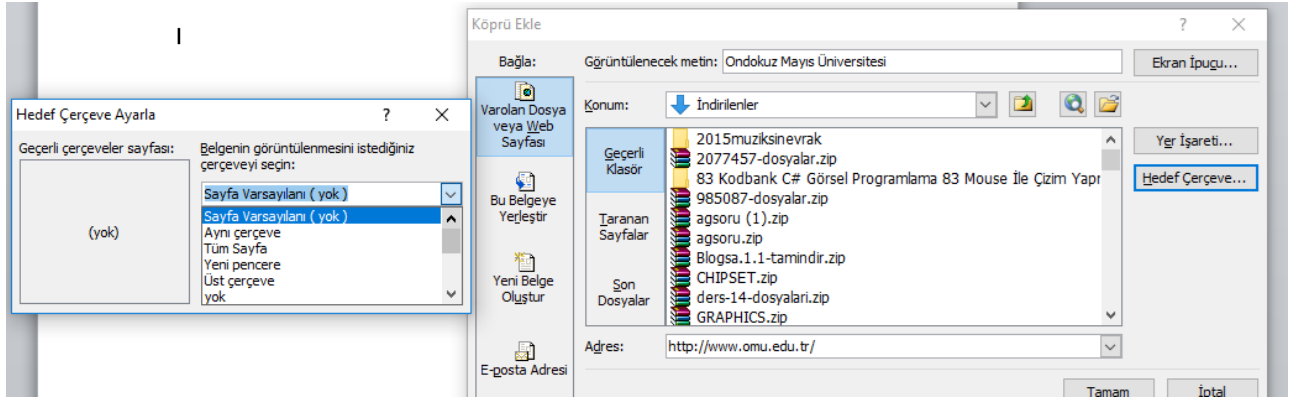 Hedef Çerçeve Ayarla
?
Geçerli çerçeveler sayfası:
(yok)
Belgenin görüntülenmesini istediğiniz
çerçeveyi seçin:
Sayfa Varsayılanı ( yok )
Sayfa Varsayılanı ( yok )
Aynı çerçeve
Tüm Sayfa
Yeni pencere
Üst çerçeve
yok
Köprü Ekle
?
Bağla:
Görüntülenecek metin:
Ondokuz Mayıs Üniversitesi
Ekran İpucu...
Varolan Dosya
veya Web
Sayfası
Bu Belgeye
Yerleştir
Yeni Belge
Oluştur
E-posta Adresi
Konum:
İndirilenler
Geçerli
Klasör
Taranan
Sayfalar
Son
Dosyalar
2015muziksinevrak
2077457-dosyalar.zip
83 Kodbank C# Görsel Programlama 83 Mouse İle Çizim Yapr
985087-dosyalar.zip
agsoru (1).zip
agsoru.zip
Blogsa.1.1-tamindir.zip
CHIPSET.zip
ders-14-dosyalari.zip
GRAPHICS.zip
Yer İşareti...
Hedef Çerçeve...
Adres:
http://www.omu.edu.tr/
Tamam
İptal